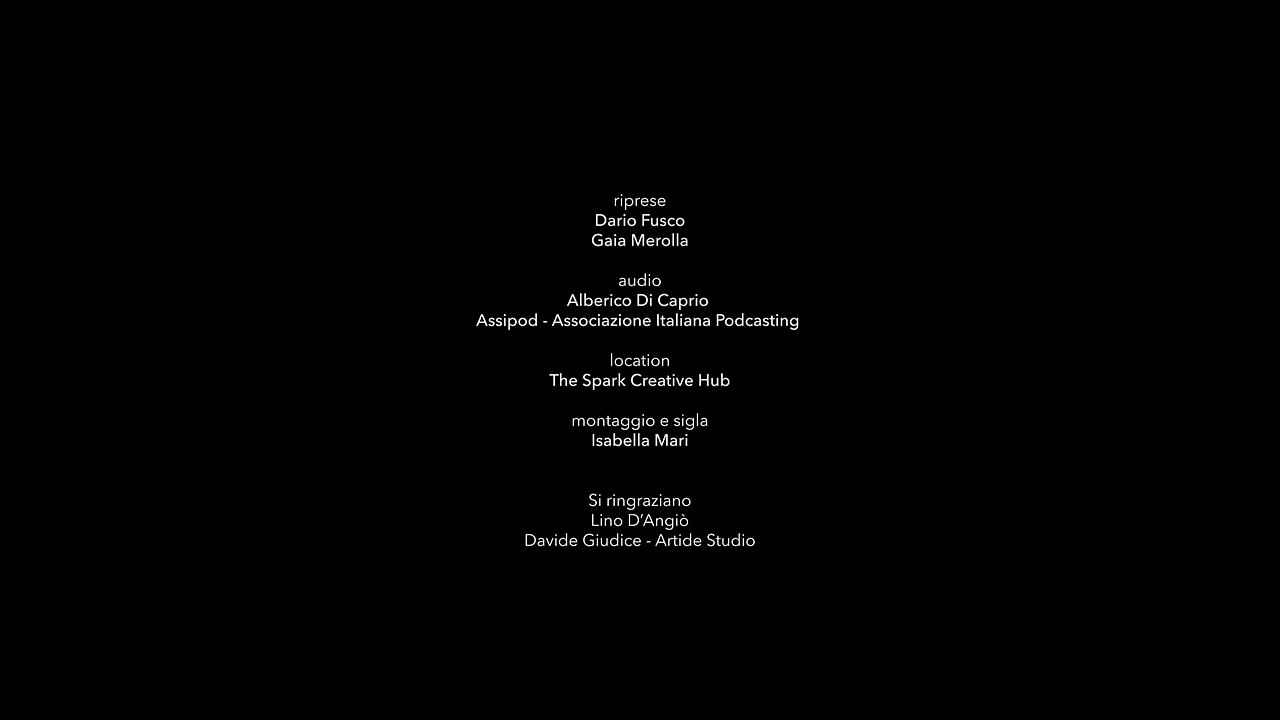 riprese
Dario Fusco
Gaia Merolla
audio
Alberico Di Caprio
Assipod - Associazione Italiana Podcasting
location
The Spark Creative Hub
montaggio e sigla
Isabella Mari
Si ringraziano
Lino D’Angiò
Davide Giudice - Artide Studio